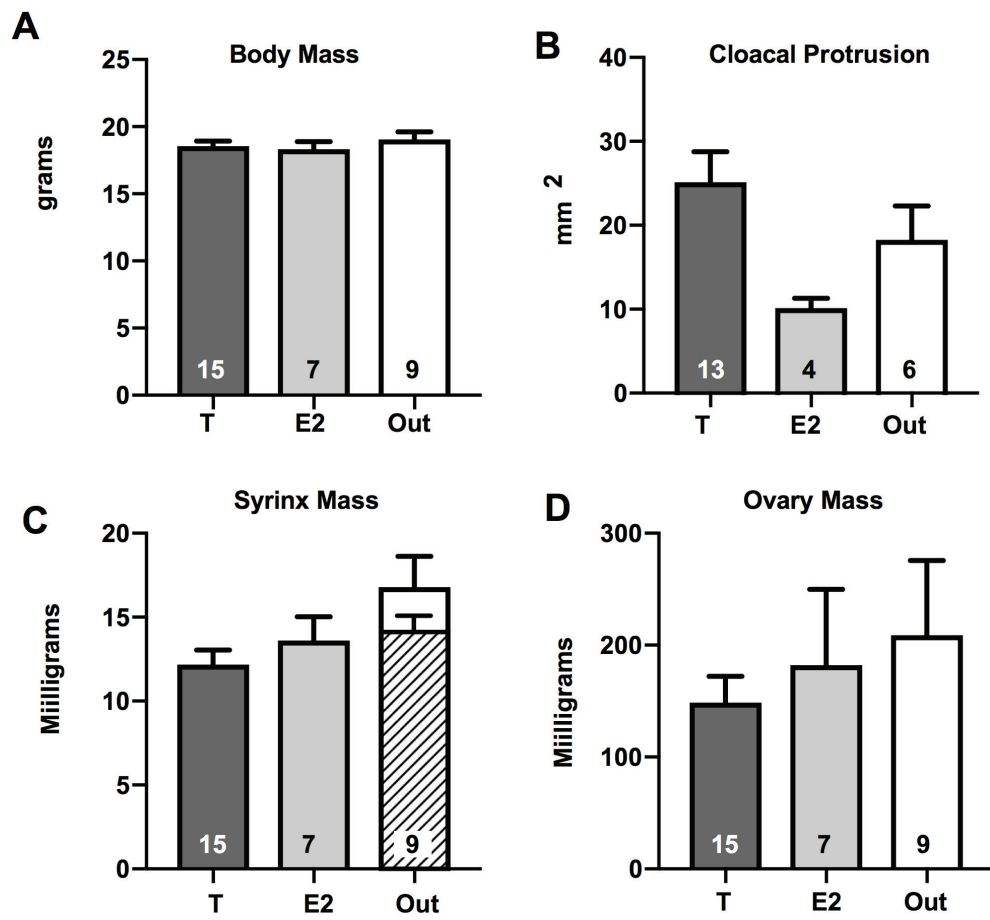 A
Body Mass
grams
25
20
15
10
5
0
15
7
9
T
E2
Out
B
Cloacal Protrusion
mm 2
40
30
20
10
0
13
4
6
T
E2
Out
C
Syrinx Mass
Miilligrams
20
15
10
5
0
15
7
9
T
E2
Out
D
Ovary Mass
Miilligrams
300
200
100
0
15
7
9
T
E2
Out